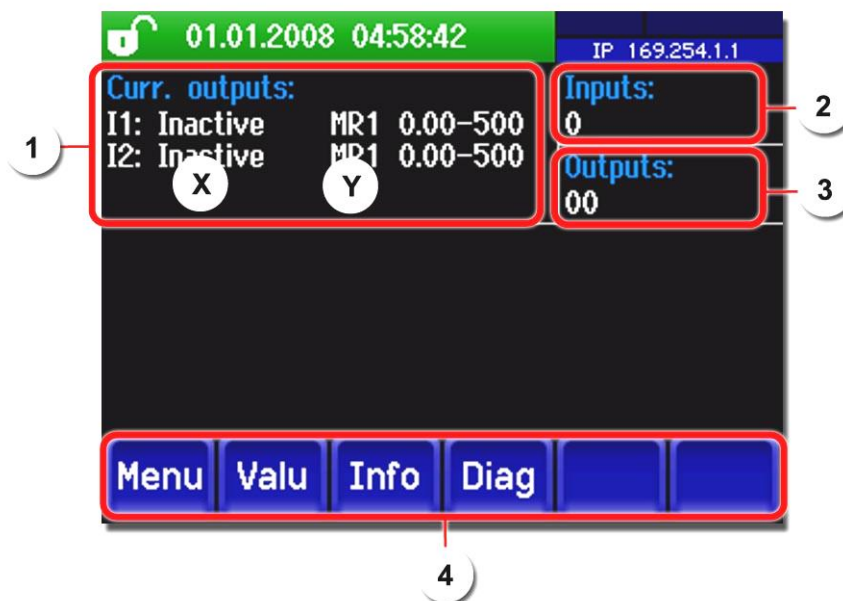 01.01.2008 04:58:42
IP 169.254.1.1
Curr. outputs:
I1: Inactive MR1 0.00-500
I2: Inactive MR1 0.00-500
X
Y
Inputs:
0
Outputs:
00
1
2
3
Menu
Valu
Info
Diag
4